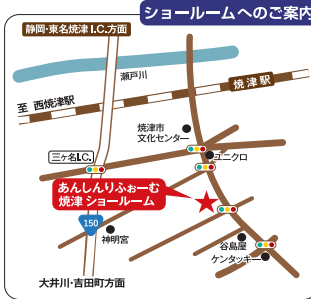 ショールームへのご案内
静岡・東名焼津 I.C.方面
瀬戸川
焼津駅
至 西焼津駅
焼津市
文化センター
ユニクロ
三ヶ名I.C.
あんしんりふぉーむ
焼津 ショールーム
150
神明宮
谷島屋
ケンタッキー
大井川・吉田町方面